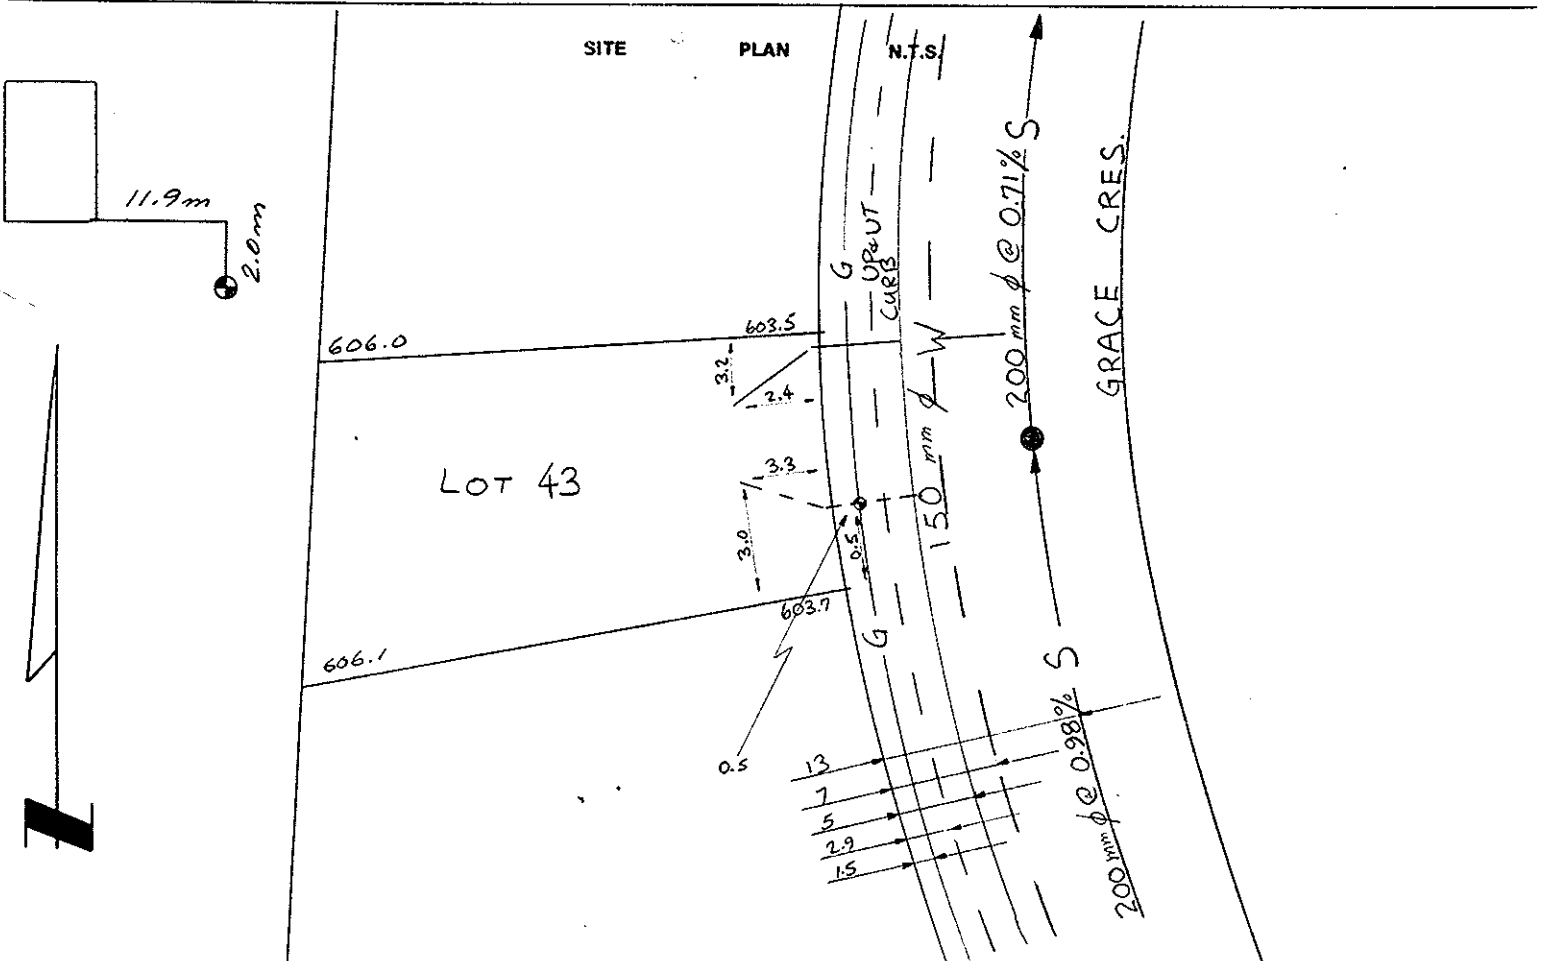 SITE PLAN N.T.S.
11.9m
2.0m
606.0
603.5
3.2
2.4
LOT 43
3.3
3.0
0.5
606.1
603.7
0.5
G
UP&UT
CURB
W
150 mm ϕ
G
200 mm ϕ @ 0.71% S
GRACE CRES.
S
200 mm ϕ @ 0.98%
13
7
5
2.9
1.5